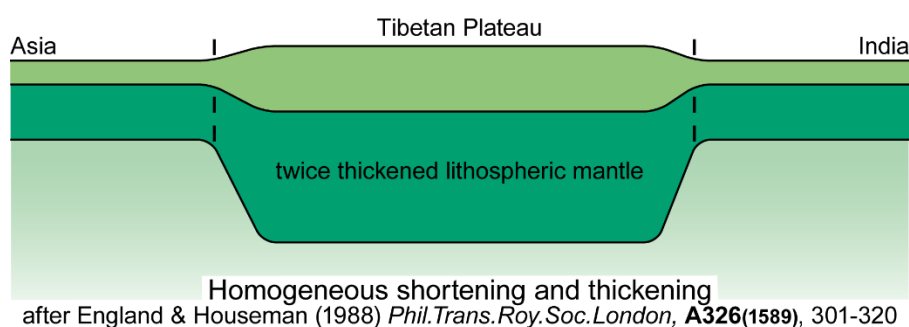 Tibetan Plateau
Asia
India
twice thickened lithospheric mantle
Homogeneous shortening and thickening
after England & Houseman (1988) Phil.Trans.Roy.Soc.London, A326(1589), 301-320